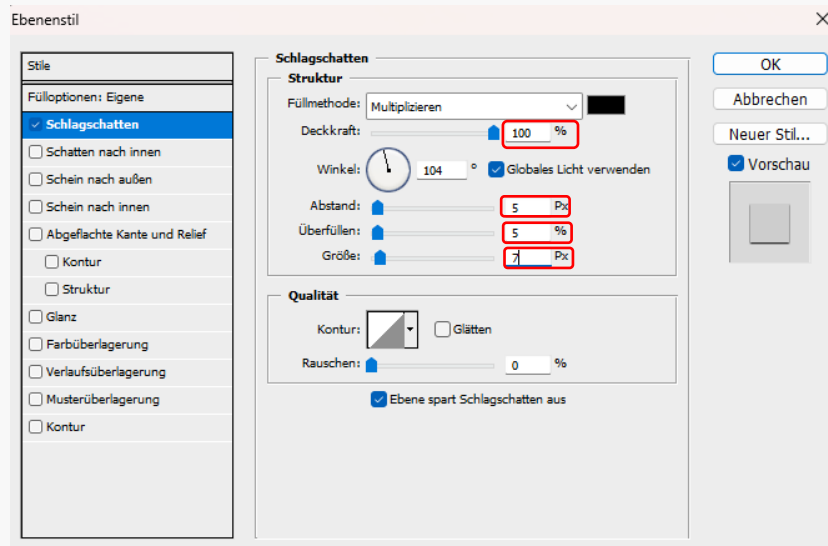 Ebenenstil
Stile
Fülloptionen: Eigene
Schlagschatten
Schatten nach innen
Schein nach außen
Schein nach innen
Abgeflachte Kante und Relief
Kontur
Struktur
Glanz
Farbüberlagerung
Verlaufsüberlagerung
Musterüberlagerung
Kontur
Schlagschatten
Struktur
Füllmethode: Multiplizieren
Deckkraft: 100 %
Winkel: 104 ° Globales Licht verwenden
Abstand: 5 Px
Überfüllen: 5 %
Größe: 7 Px
Qualität
Kontur: Glätten
Rauschen: 0 %
Ebene spart Schlagschatten aus
OK
Abbrechen
Neuer Stil...
Vorschau